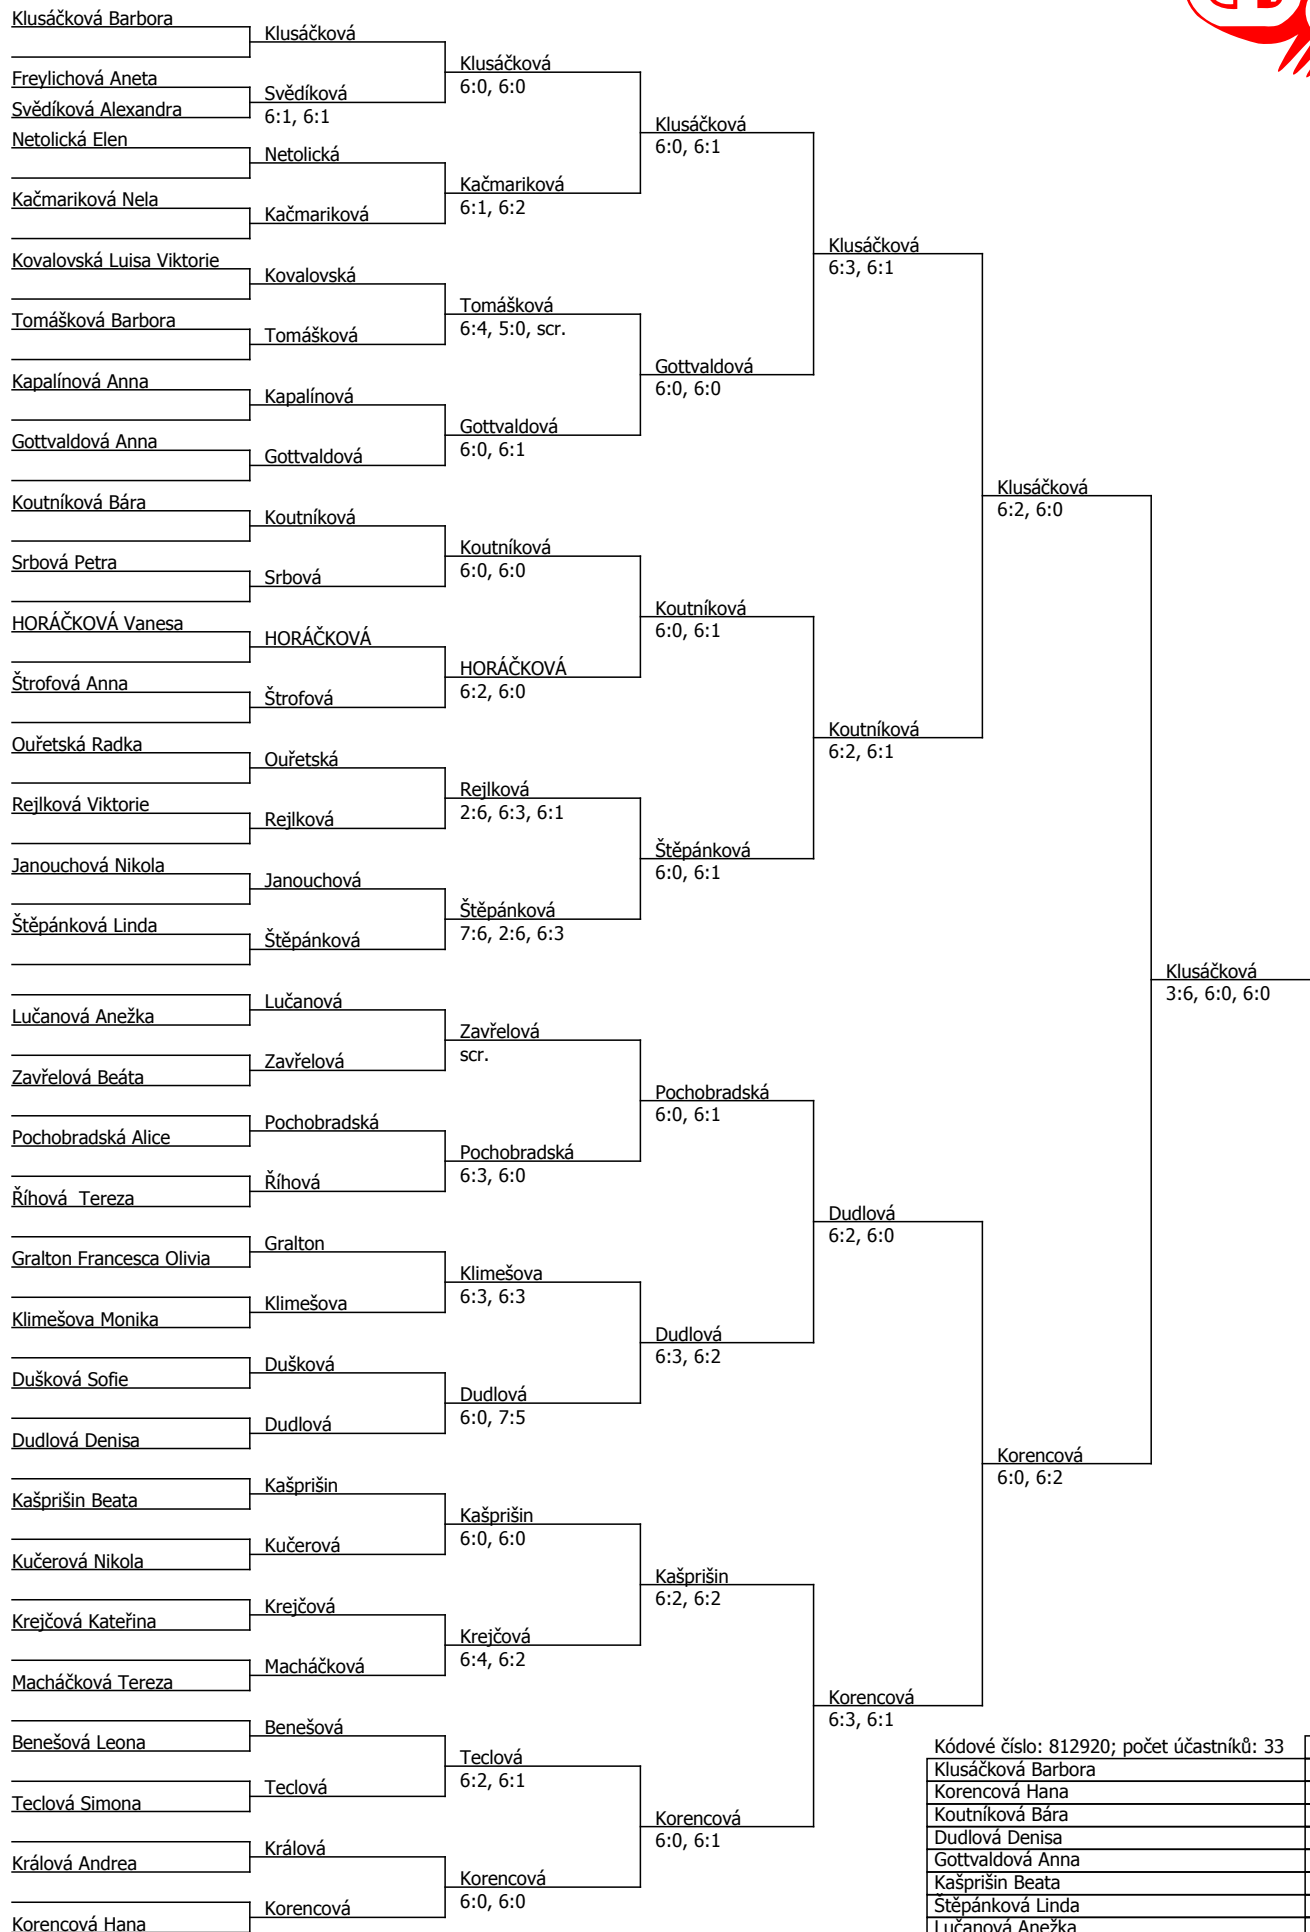 Klusáčková Barbora
Freylichová Aneta
Svědíková Alexandra
Netolická Elen
Kačmariková Nela
Kovalovská Luisa Viktorie
Tomášková Barbora
Kapalínová Anna
Gottvaldová Anna
Koutníková Bára
Srbová Petra
HORÁČKOVÁ Vanesa
Štrofová Anna
Ouřetská Radka
Rejlková Viktorie
Janouchová Nikola
Štěpánková Linda
Lučanová Anežka
Zavřelová Beáta
Pochobradská Alice
Říhová  Tereza
Gralton Francesca Olivia
Klimešova Monika
Dušková Sofie
Dudlová Denisa
Kašprišin Beata
Kučerová Nikola
Krejčová Kateřina
Macháčková Tereza
Benešová Leona
Teclová Simona
Králová Andrea
Korencová Hana
Klusáčková
Svědíková
6:1, 6:1
Netolická
Kačmariková
Kovalovská
Tomášková
Kapalínová
Gottvaldová
Koutníková
Srbová
HORÁČKOVÁ
Štrofová
Ouřetská
Rejlková
Janouchová
Štěpánková
Lučanová
Zavřelová
Pochobradská
Říhová
Gralton
Klimešova
Dušková
Dudlová
Kašprišin
Kučerová
Krejčová
Macháčková
Benešová
Teclová
Králová
Korencová
Klusáčková
6:0, 6:0
Kačmariková
6:1, 6:2
Tomášková
6:4, 5:0, scr.
Gottvaldová
6:0, 6:1
Koutníková
6:0, 6:0
HORÁČKOVÁ
6:2, 6:0
Rejlková
2:6, 6:3, 6:1
Štěpánková
7:6, 2:6, 6:3
Zavřelová
scr.
Pochobradská
6:3, 6:0
Klimešova
6:3, 6:3
Dudlová
6:0, 7:5
Kašprišin
6:0, 6:0
Krejčová
6:4, 6:2
Teclová
6:2, 6:1
Korencová
6:0, 6:0
Klusáčková
6:0, 6:1
Gottvaldová
6:0, 6:0
Koutníková
6:0, 6:1
Štěpánková
6:0, 6:1
Pochobradská
6:0, 6:1
Dudlová
6:3, 6:2
Kašprišin
6:2, 6:2
Korencová
6:0, 6:1
Klusáčková
6:3, 6:1
Koutníková
6:2, 6:1
Dudlová
6:2, 6:0
Korencová
6:3, 6:1
Klusáčková
6:2, 6:0
Korencová
6:0, 6:2
Klusáčková
3:6, 6:0, 6:0
Kódové číslo: 812920; počet účastníků: 33
Klusáčková Barbora
Korencová Hana
Koutníková Bára
Dudlová Denisa
Gottvaldová Anna
Kašprišin Beata
Štěpánková Linda
Lučanová Anežka